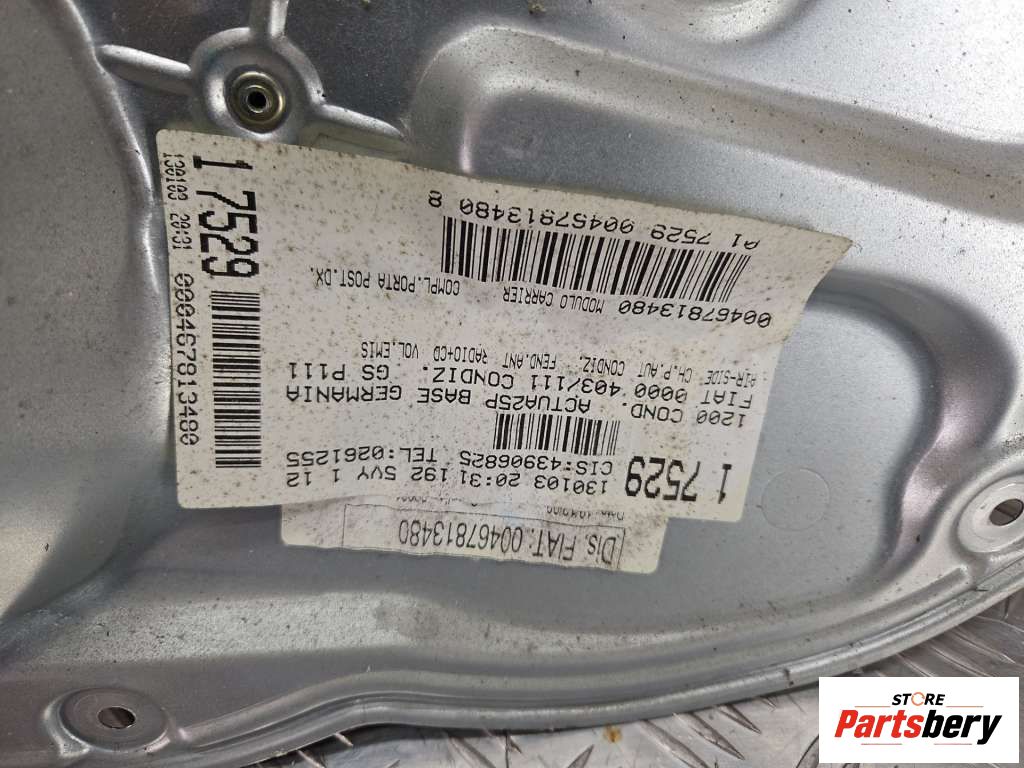 A1 7529 00467813480 8
00467813480 MODULO CARRIER COMPL.PORTA POST.DX.
AIR-SIDE CH.P.AUT CONDIZ. FEND.ANT RADIO+CD VOL.EMIS
FIAT 0000 403/111 CONDIZ. GS P111
1200 COND. ACTUA25P BASE GERMANIA
CIS:43906825 TEL:0261255
1 7529
130103 20:31 192 5VY 1 12
1 7529
130103 20:31
000467813480
Dis. FIAT:00467813480
STORE
Partsbery